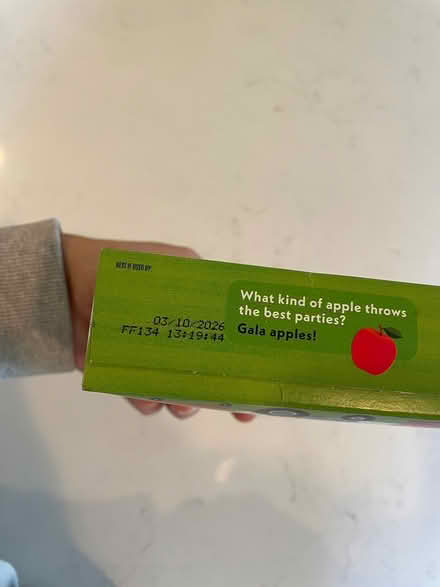 BEST IF USED BY:
03/10/2026
FF134 13:19:44
What kind of apple throws
the best parties?
Gala apples!